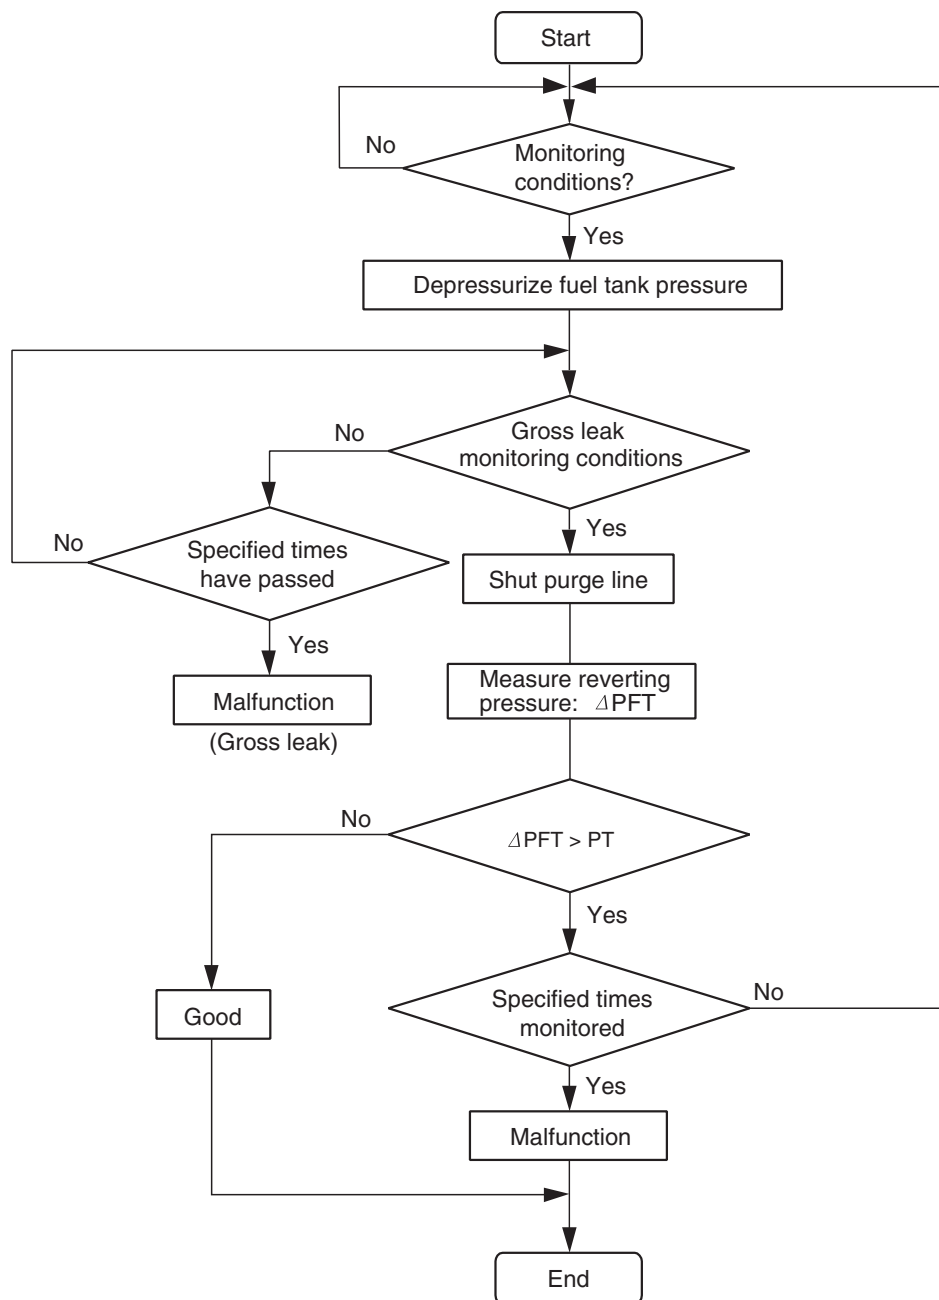 Start
No
Monitoring
conditions?
Yes
Depressurize fuel tank pressure
No
Gross leak
monitoring conditions
No
Specified times
have passed
Yes
Shut purge line
Yes
Malfunction
(Gross leak)
Measure reverting
pressure: ΔPFT
No
ΔPFT > PT
Yes
Good
Specified times
monitored
No
Yes
Malfunction
End